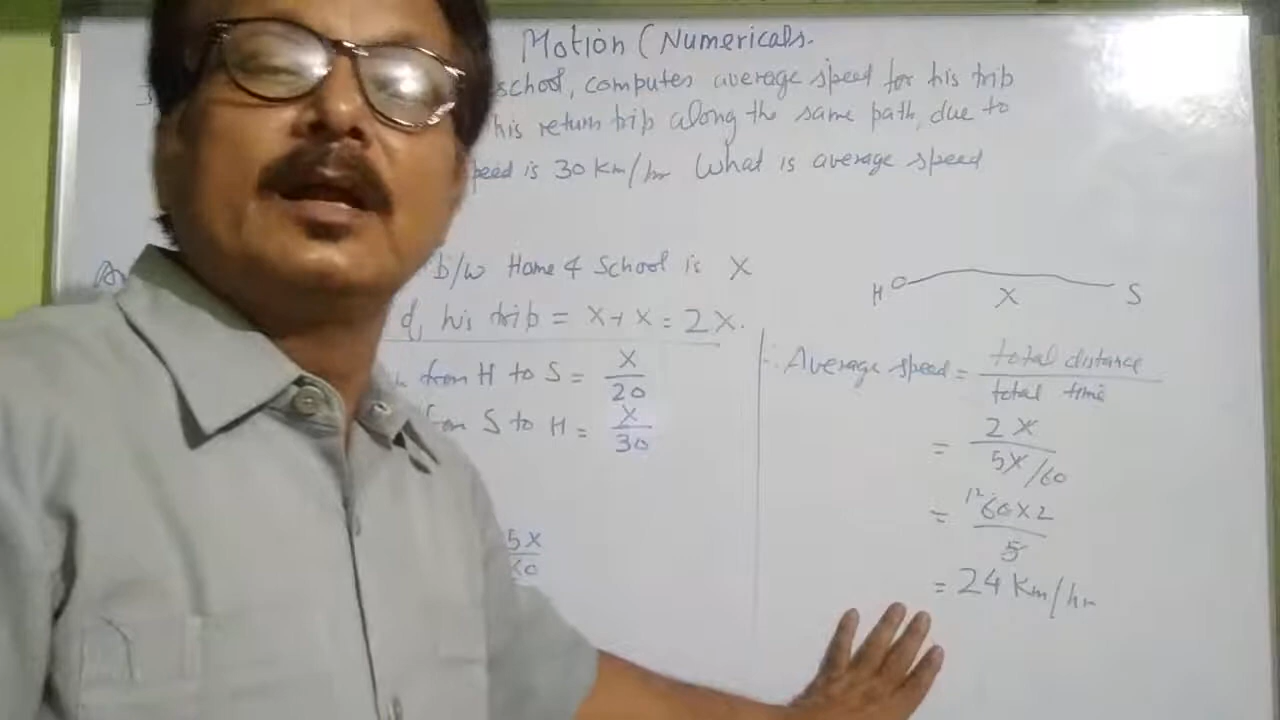 Motion (Numericals.
school, computes average speed for his trip
his return trip along the same path, due to
speed is 30 Km/hr What is average speed
b/w Home & School is X
of his trip = X + X = 2X.
from H to S = X/20
from S to H = X/30
5X/60
H X S
∴ Average speed = total distance/total time
= 2X/5X/60
= 12 60 X 2/5
= 24 Km/hr